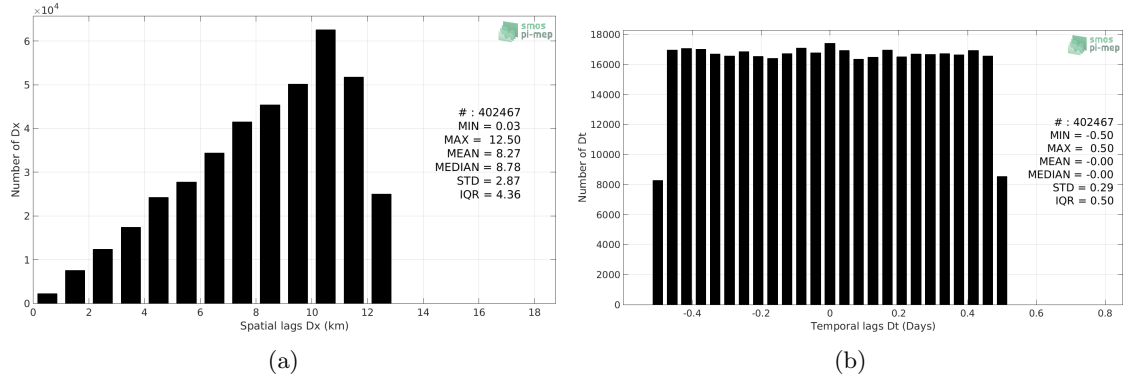 ×10⁴
6
5
4
3
2
1
0
Number of Dx
0 2 4 6 8 10 12 14 16 18
Spatial lags Dx (km)
smos
pi-mep
# : 402467
MIN = 0.03
MAX = 12.50
MEAN = 8.27
MEDIAN = 8.78
STD = 2.87
IQR = 4.36
(a)
18000
16000
14000
12000
10000
8000
6000
4000
2000
0
Number of Dt
-0.4 -0.2 0 0.2 0.4 0.6 0.8
Temporal lags Dt (Days)
smos
pi-mep
# : 402467
MIN = -0.50
MAX = 0.50
MEAN = -0.00
MEDIAN = -0.00
STD = 0.29
IQR = 0.50
(b)